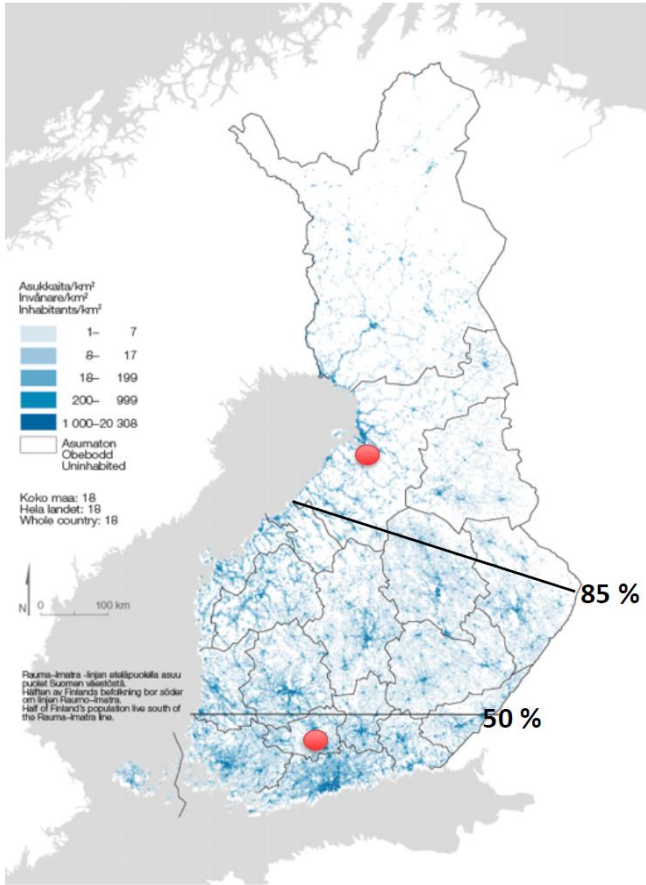 Asukkaita/km²
Invånare/km²
Inhabitants/km²
1– 7
8– 17
18– 199
200– 999
1 000–20 308
Asumaton
Obebodd
Uninhabited
Koko maa: 18
Hela landet: 18
Whole country: 18
N
0 100 km
85 %
Rauma–Imatra -linjan eteläpuolella asuu
puolet Suomen väestöstä.
Hälften av Finlands befolkning bor söder
om linjen Raumo–Imatra.
Half of Finland's population live south of
the Rauma-Imatra line.
50 %